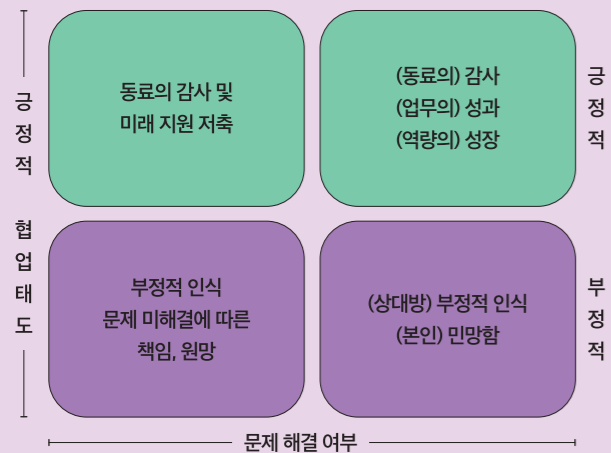 긍정적
동료의 감사 및
미래 지원 저축
(동료의) 감사
(업무의) 성과
(역량의) 성장
긍정적
협업태도
부정적 인식
문제 미해결에 따른
책임, 원망
(상대방) 부정적 인식
(본인) 민망함
부정적
문제 해결 여부